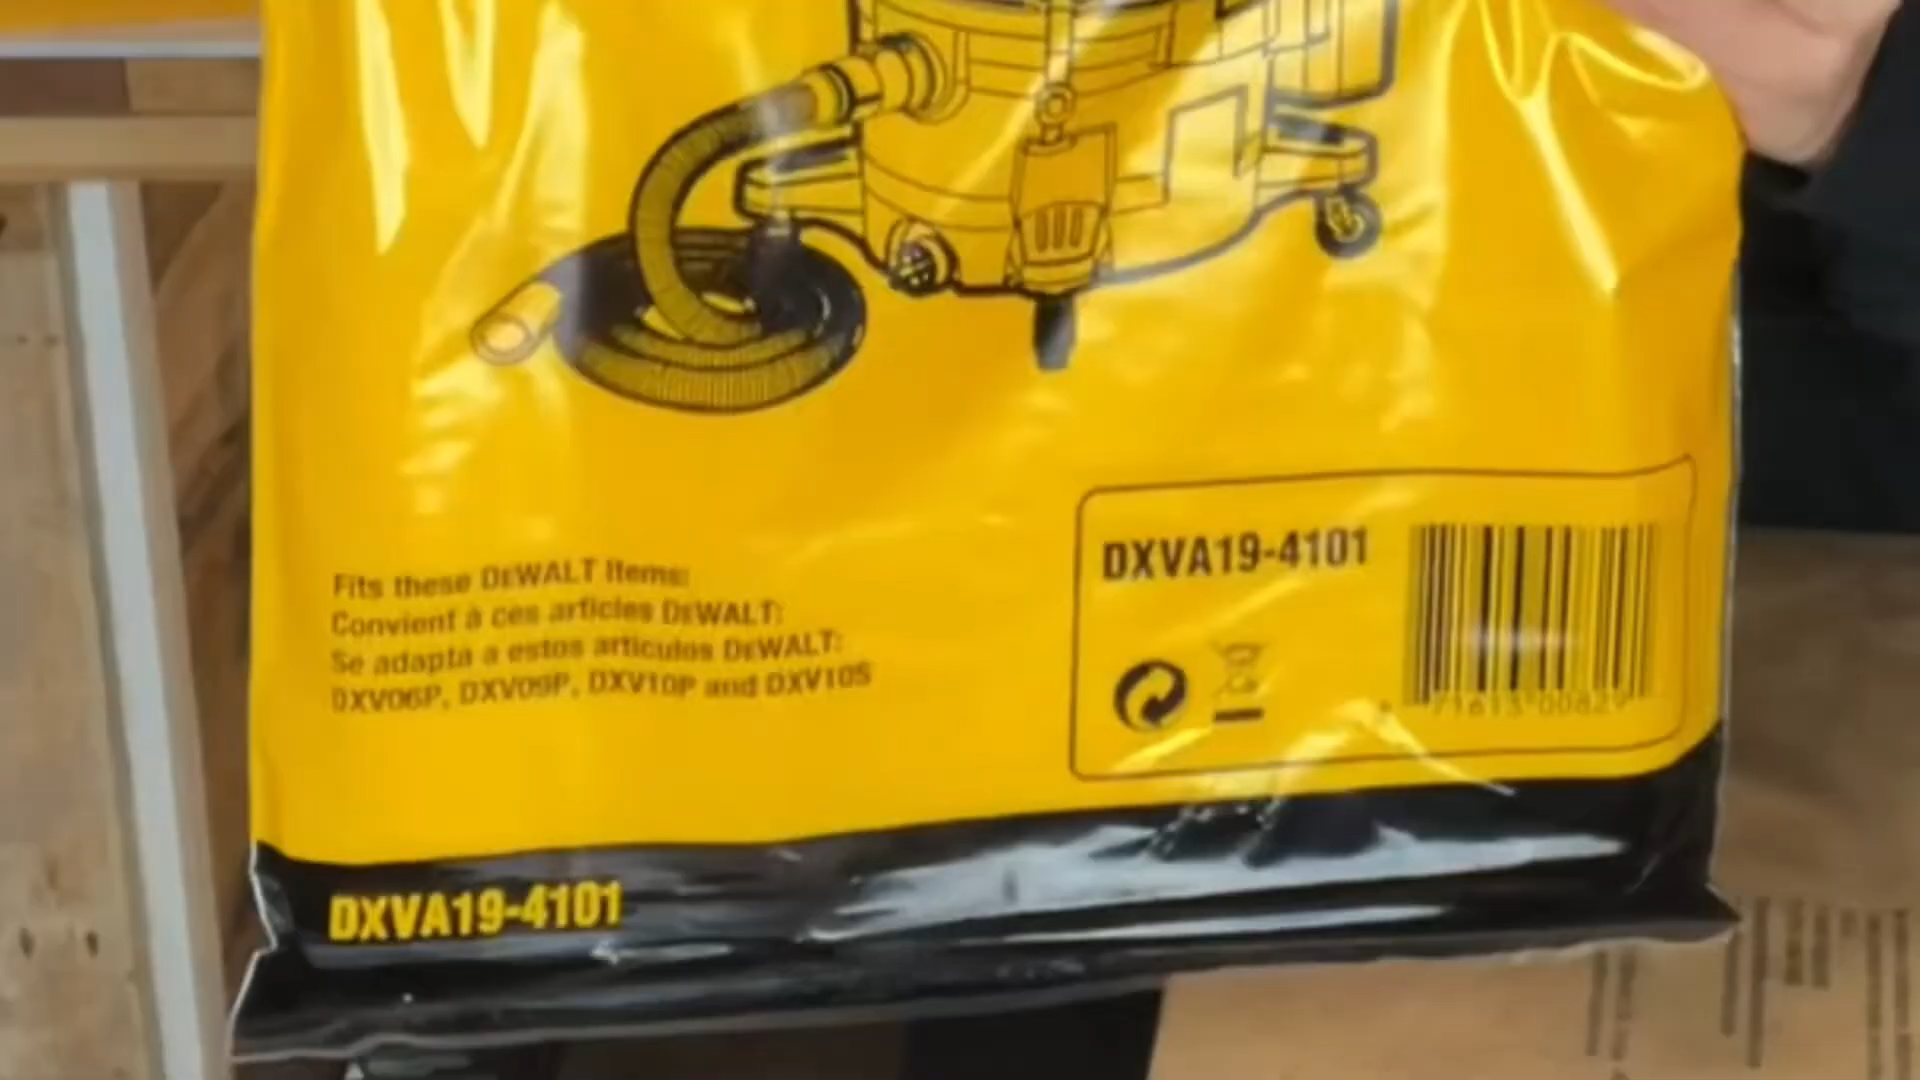 Fits these DEWALT Items:
Convient à ces articles DEWALT:
Se adapta a estos articulos DEWALT:
DXV06P, DXV09P, DXV10P and DXV10S
DXVA19-4101
DXVA19-4101